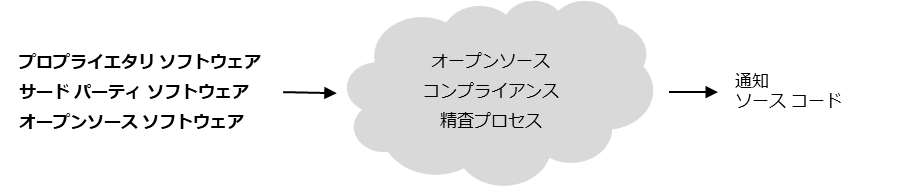 プロプライエタリ ソフトウェア
サード パーティ ソフトウェア
オープンソース ソフトウェア
オープンソース
コンプライアンス
精査プロセス
通知
ソース コード